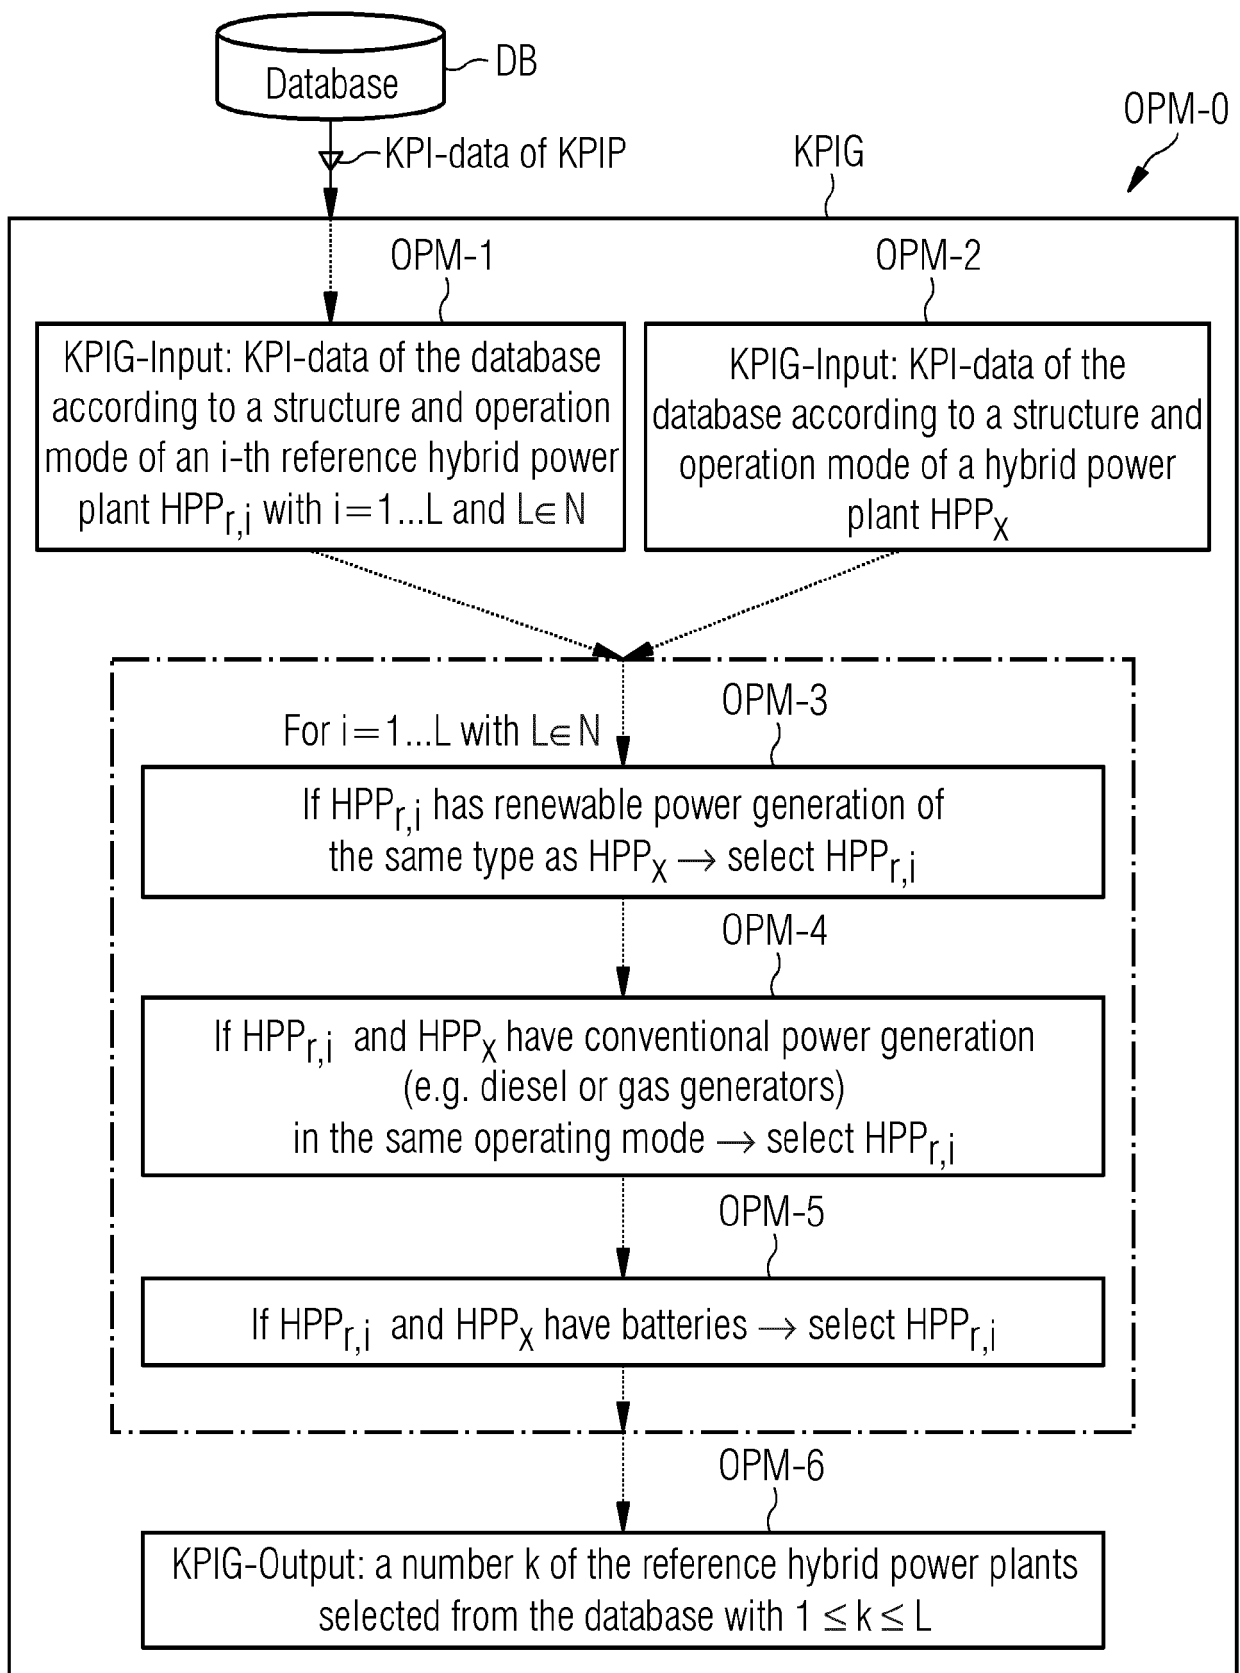 Database
DB
KPI-data of KPIP
OPM-0
KPIG
OPM-1
KPIG-Input: KPI-data of the database
according to a structure and operation
mode of an i-th reference hybrid power
plant HPPr,i with i=1...L and L∈N
OPM-2
KPIG-Input: KPI-data of the
database according to a structure and
operation mode of a hybrid power
plant HPPx
For i=1...L with L∈N
OPM-3
If HPPr,i has renewable power generation of
the same type as HPPx → select HPPr,i
OPM-4
If HPPr,i and HPPx have conventional power generation
(e.g. diesel or gas generators)
in the same operating mode → select HPPr,i
OPM-5
If HPPr,i and HPPx have batteries → select HPPr,i
OPM-6
KPIG-Output: a number k of the reference hybrid power plants
selected from the database with 1 ≤ k ≤ L